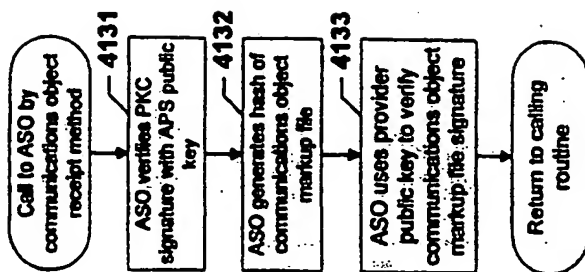 Call to ASO by
communications object
receipt method
4131
ASO verifies PKC
signature with APS public
key
4132
ASO generates hash of
communications object
markup file
4133
ASO uses provider
public key to verify
communications object
markup file signature
Return to calling
routine